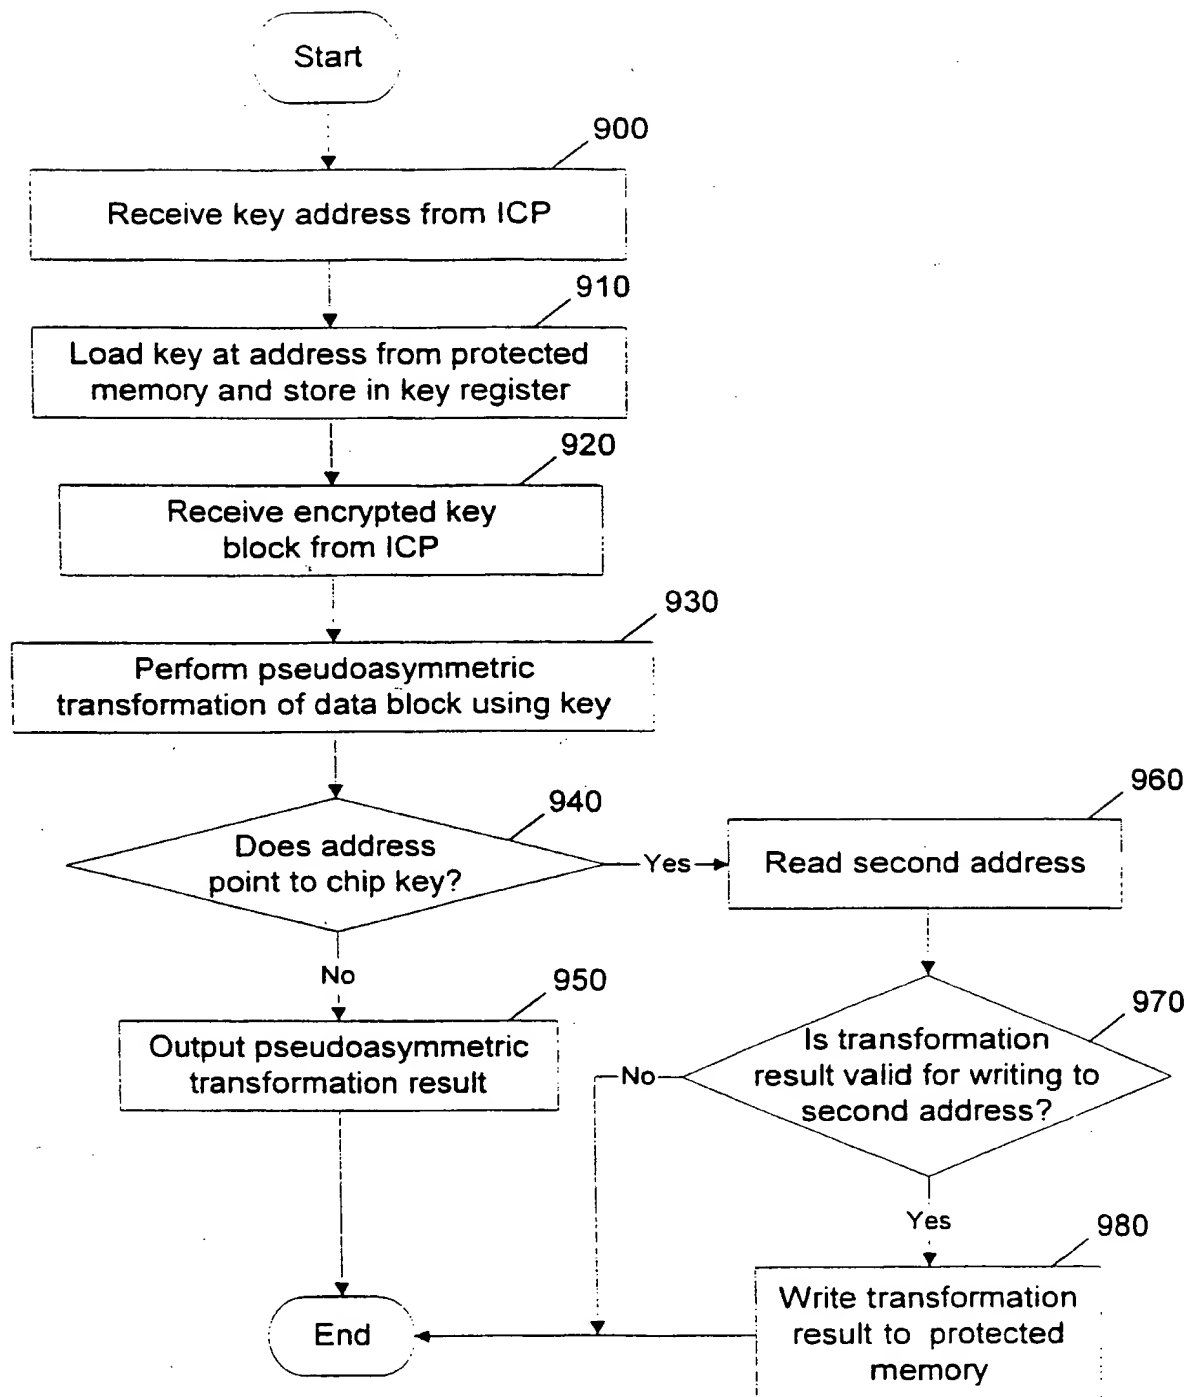 Start
900
Receive key address from ICP
910
Load key at address from protected
memory and store in key register
920
Receive encrypted key
block from ICP
930
Perform pseudoasymmetric
transformation of data block using key
940
Does address
point to chip key?
Yes
960
Read second address
No
950
Output pseudoasymmetric
transformation result
970
Is transformation
result valid for writing to
second address?
No
Yes
980
Write transformation
result to protected
memory
End